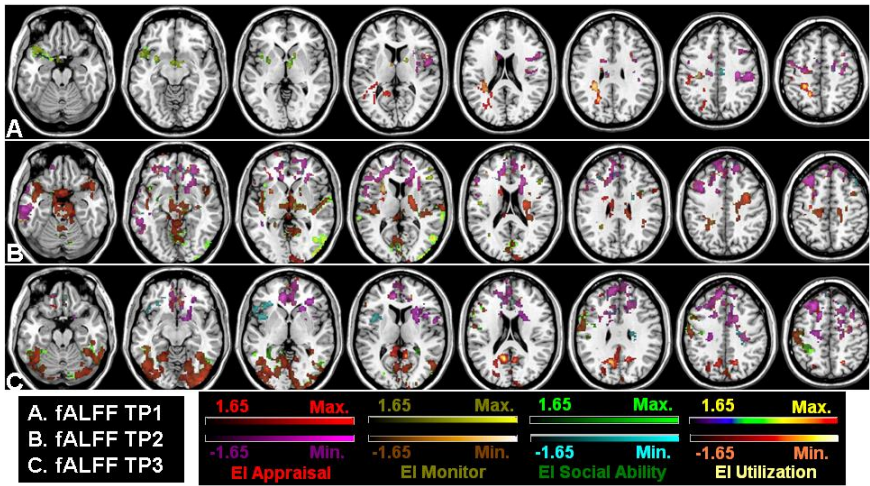 A
B
C
A. fALFF TP1
B. fALFF TP2
C. fALFF TP3
1.65 Max. 1.65 Max. 1.65 Max. 1.65 Max.
-1.65 Min. -1.65 Min. -1.65 Min. -1.65 Min.
EI Appraisal EI Monitor EI Social Ability EI Utilization